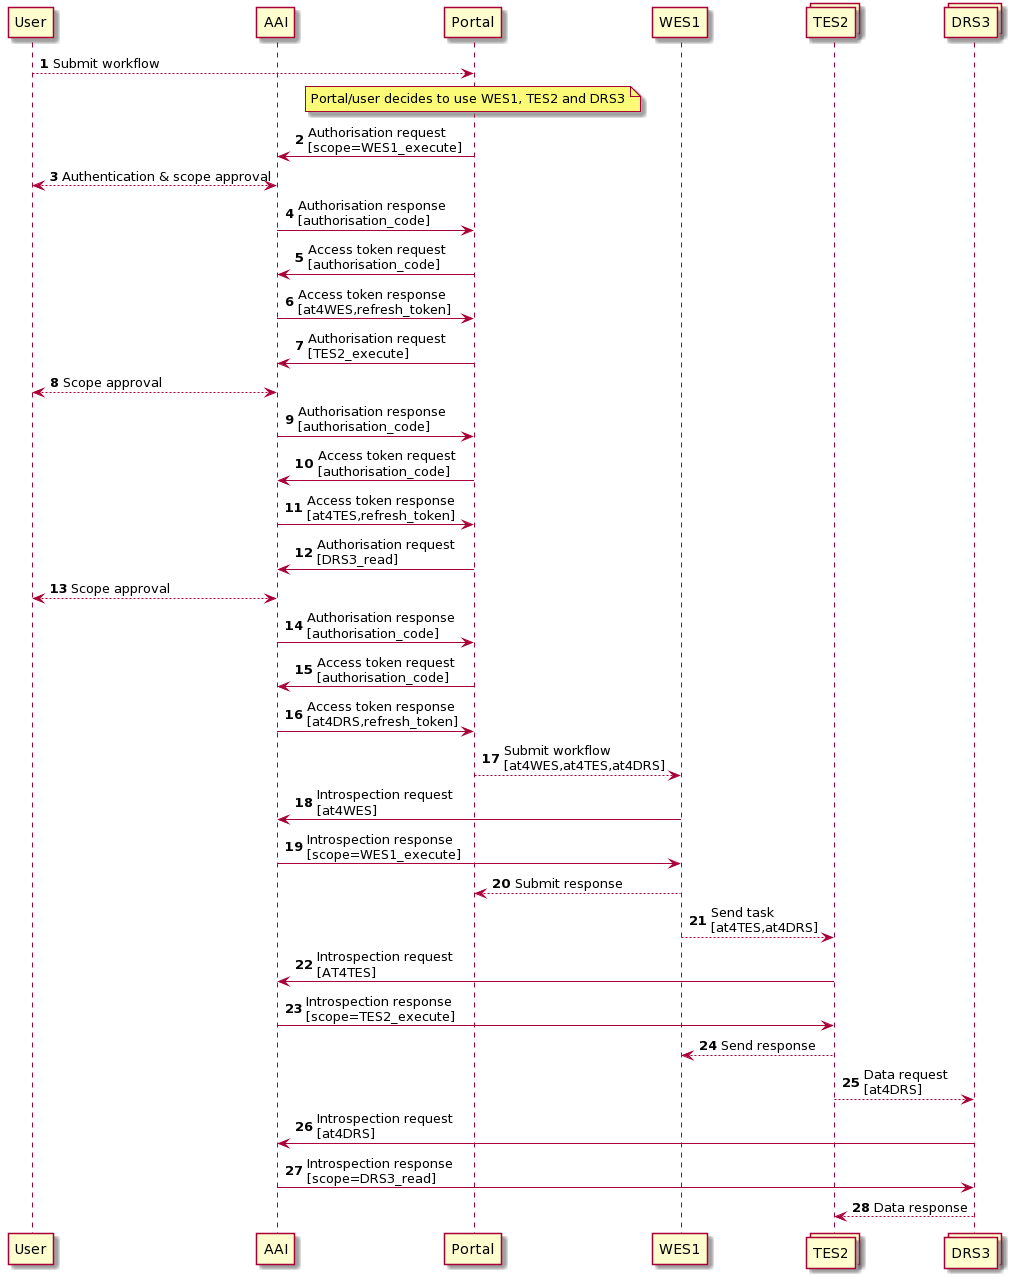 User
AAI
Portal
WES1
TES2
DRS3
1 Submit workflow
Portal/user decides to use WES1, TES2 and DRS3
2 Authorisation request
[scope=WES1_execute]
3 Authentication & scope approval
4 Authorisation response
[authorisation_code]
5 Access token request
[authorisation_code]
6 Access token response
[at4WES,refresh_token]
7 Authorisation request
[TES2_execute]
8 Scope approval
9 Authorisation response
[authorisation_code]
10 Access token request
[authorisation_code]
11 Access token response
[at4TES,refresh_token]
12 Authorisation request
[DRS3_read]
13 Scope approval
14 Authorisation response
[authorisation_code]
15 Access token request
[authorisation_code]
16 Access token response
[at4DRS,refresh_token]
17 Submit workflow
[at4WES,at4TES,at4DRS]
18 Introspection request
[at4WES]
19 Introspection response
[scope=WES1_execute]
20 Submit response
21 Send task
[at4TES,at4DRS]
22 Introspection request
[AT4TES]
23 Introspection response
[scope=TES2_execute]
24 Send response
25 Data request
[at4DRS]
26 Introspection request
[at4DRS]
27 Introspection response
[scope=DRS3_read]
28 Data response
User
AAI
Portal
WES1
TES2
DRS3